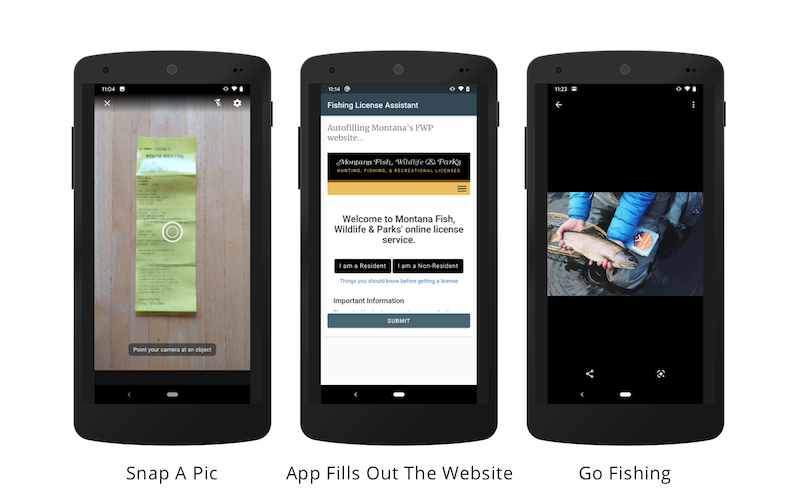 11:04
Point your camera at an object
Snap A Pic
11:14
Fishing License Assistant
Autofilling Montana's FWP
website...
Montana Fish, Wildlife & Parks
HUNTING, FISHING, & RECREATIONAL LICENSES
Welcome to Montana Fish,
Wildlife & Parks' online license
service.
I am a Resident
I am a Non-Resident
Things you should know before getting a license
Important Information
SUBMIT
App Fills Out The Website
11:23
Go Fishing